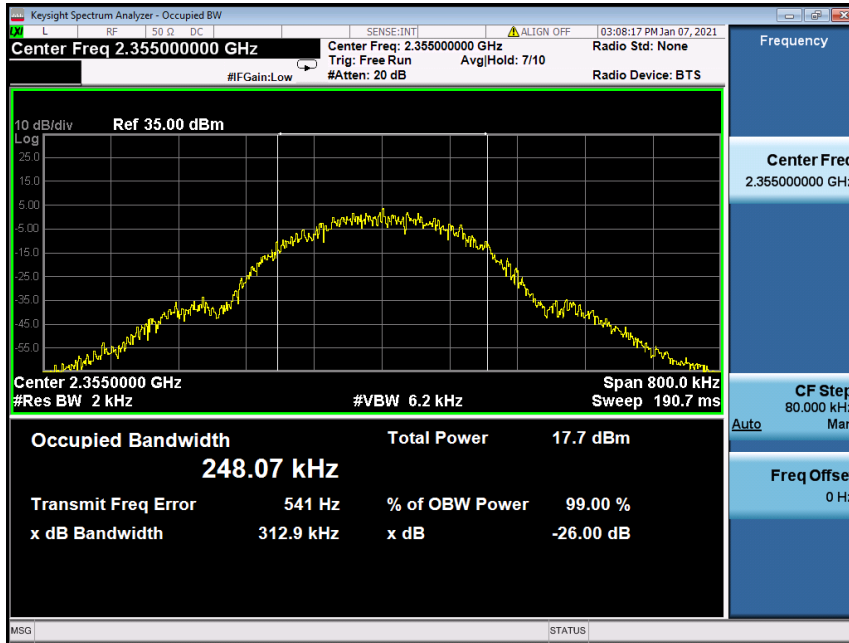 Keysight Spectrum Analyzer - Occupied BW
LXI L RF 50 Ω DC SENSE:INT ALIGN OFF 03:08:17 PM Jan 07, 2021
Center Freq 2.355000000 GHz
Center Freq: 2.355000000 GHz
Radio Std: None
Trig: Free Run Avg|Hold: 7/10
#IFGain:Low
#Atten: 20 dB
Radio Device: BTS
10 dB/div Ref 35.00 dBm
Log
25.0
15.0
5.00
-5.00
-15.0
-25.0
-35.0
-45.0
-55.0
Center 2.3550000 GHz Span 800.0 kHz
#Res BW 2 kHz #VBW 6.2 kHz Sweep 190.7 ms
Occupied Bandwidth Total Power 17.7 dBm
248.07 kHz
Transmit Freq Error 541 Hz % of OBW Power 99.00 %
x dB Bandwidth 312.9 kHz x dB -26.00 dB
MSG STATUS
Frequency
Center Freq
2.355000000 GHz
CF Step
80.000 kHz
Auto Man
Freq Offse
0 Hz